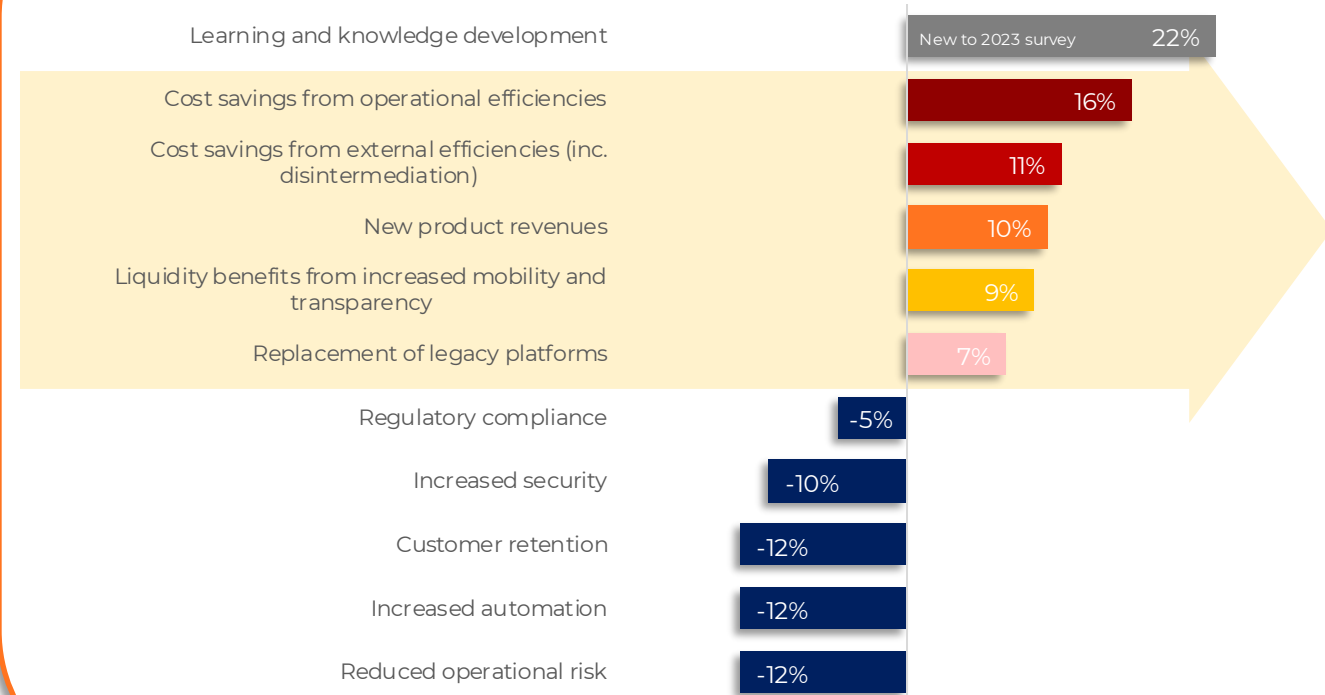 Learning and knowledge development
New to 2023 survey 22%
Cost savings from operational efficiencies
16%
Cost savings from external efficiencies (inc.
disintermediation)
11%
New product revenues
10%
Liquidity benefits from increased mobility and
transparency
9%
Replacement of legacy platforms
7%
Regulatory compliance
-5%
Increased security
-10%
Customer retention
-12%
Increased automation
-12%
Reduced operational risk
-12%